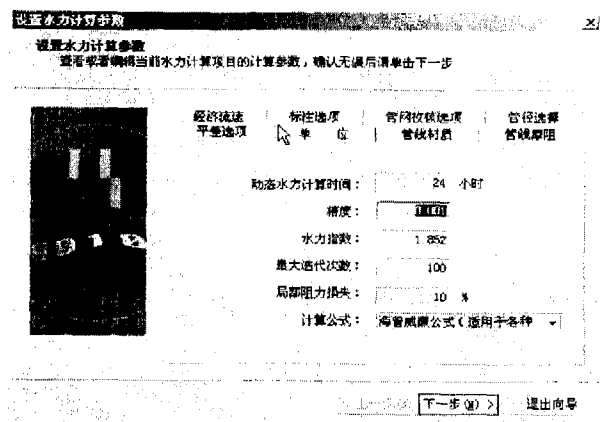 设置水力计算参数
设置水力计算参数
查看或着编辑当前水力计算项目的计算参数，确认无误后请单击下一步
经济流速 标注选项 管网校核选项 管径选择
平差选项 单 位 管线材质 管线摩阻
动态水力计算时间： 24 小时
精度：
水力指数： 1.852
最大迭代次数： 100
局部阻力损失： 10 %
计算公式： 海曾威廉公式（适用于各种
下一步(N) > 退出向导